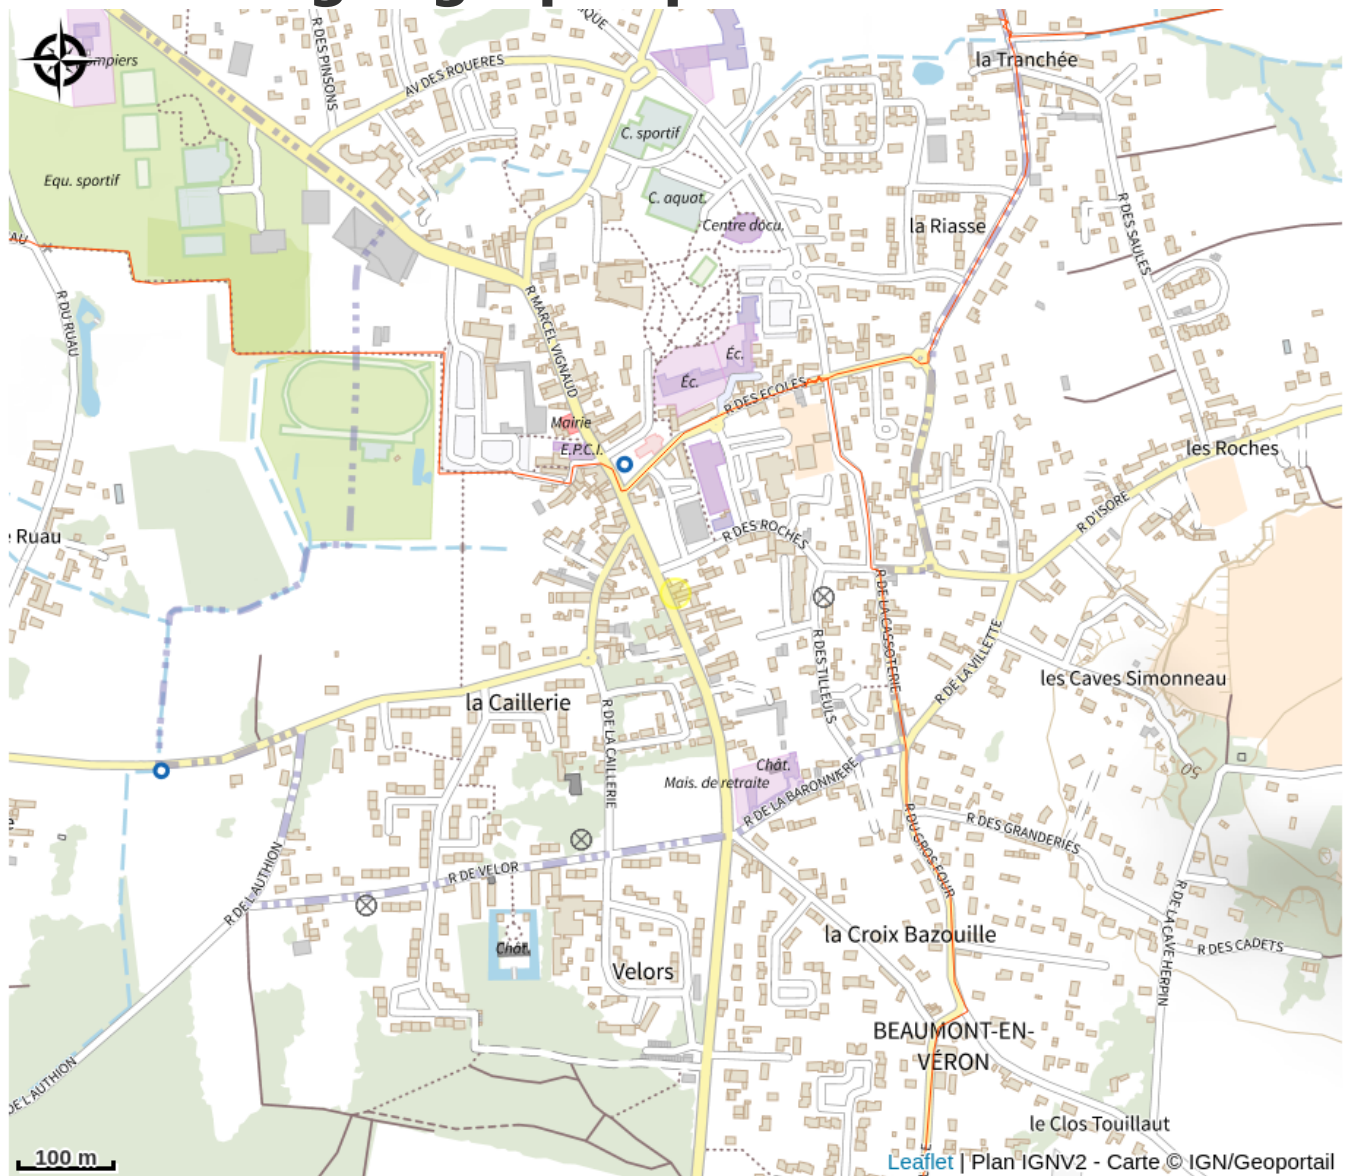 la Tranchée
R DES PINSONS
AV DES ROUERES
C. sportif
Equ. sportif
C. aquat.
Centre docu.
la Riasse
R DES SAULES
R DU RUAU
R MARCEL VIGNAUD
Éc.
Éc.
R DES ECOLES
Mairie
E.P.C.I.
les Roches
R D'ISORE
R DES ROCHES
Ruau
R DE LA CASSOTERIE
R DES TILLEULS
R DE LA VILLETTE
les Caves Simonneau
la Caillerie
R DE LA CAILLERIE
Chât.
Mais. de retraite
50
R DE LA BARONNIERE
R DU GROS FOUR
R DES GRANDERIES
R DE VELOR
R DE L'AUTHION
R DE LA CAVE HERPIN
la Croix Bazouille
R DES CADETS
Chât.
Velors
BEAUMONT-EN-
VÉRON
DE L'AUTHION
le Clos Touillaut
100 m
Leaflet | Plan IGNV2 - Carte © IGN/Geoportail